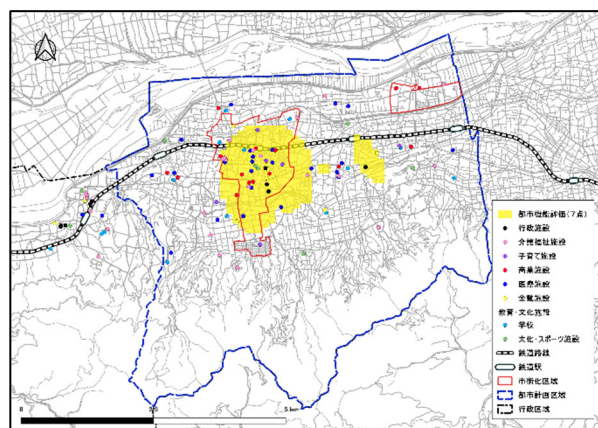 都市機能評価(7点)
行政施設
介護福祉施設
子育て施設
商業施設
医療施設
金融施設
教育・文化施設
学校
文化・スポーツ施設
鉄道路線
鉄道駅
市街化区域
都市計画区域
行政区域
0 2.5 5 km